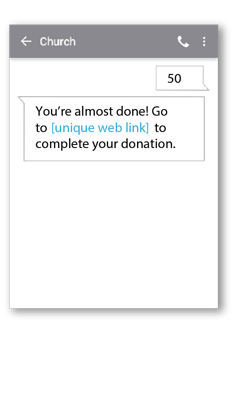 Church
50
You're almost done! Go
to [unique web link] to
complete your donation.